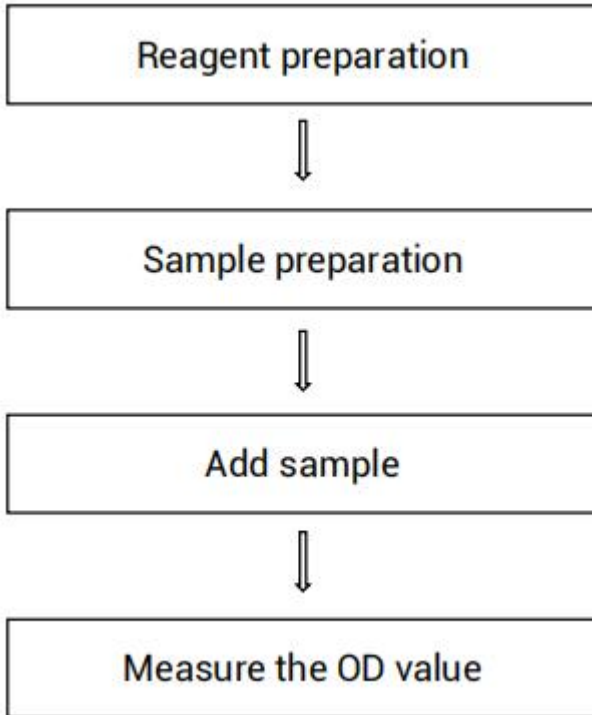 Reagent preparation
Sample preparation
Add sample
Measure the OD value